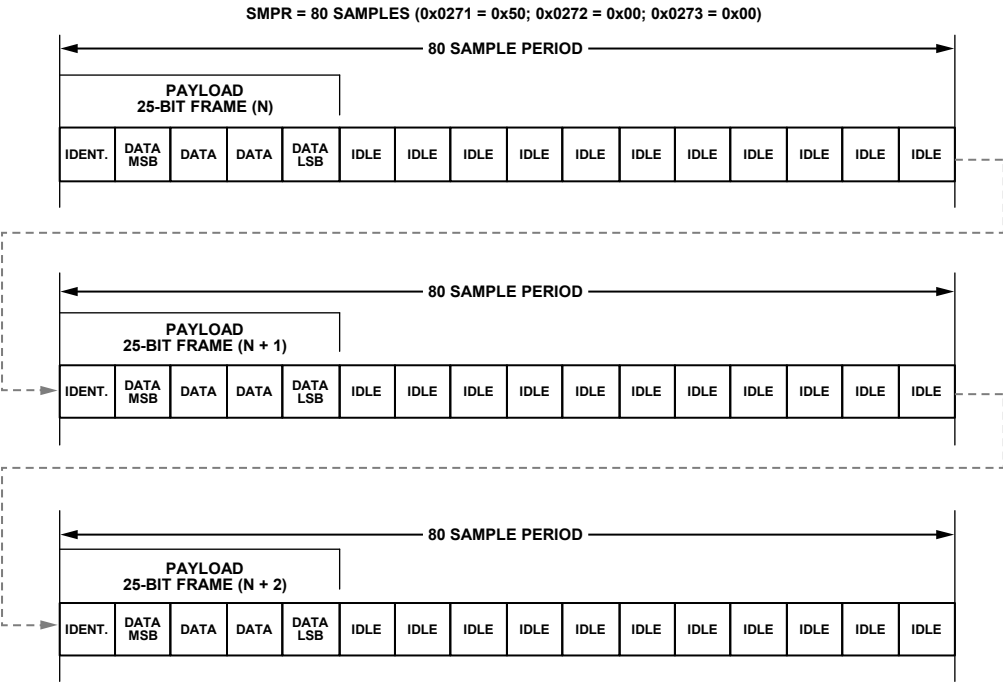 SMPR = 80 SAMPLES (0x0271 = 0x50; 0x0272 = 0x00; 0x0273 = 0x00)
80 SAMPLE PERIOD
PAYLOAD
25-BIT FRAME (N)
IDENT. DATA MSB DATA DATA DATA LSB IDLE IDLE IDLE IDLE IDLE IDLE IDLE IDLE IDLE IDLE IDLE
80 SAMPLE PERIOD
PAYLOAD
25-BIT FRAME (N + 1)
IDENT. DATA MSB DATA DATA DATA LSB IDLE IDLE IDLE IDLE IDLE IDLE IDLE IDLE IDLE IDLE IDLE
80 SAMPLE PERIOD
PAYLOAD
25-BIT FRAME (N + 2)
IDENT. DATA MSB DATA DATA DATA LSB IDLE IDLE IDLE IDLE IDLE IDLE IDLE IDLE IDLE IDLE IDLE